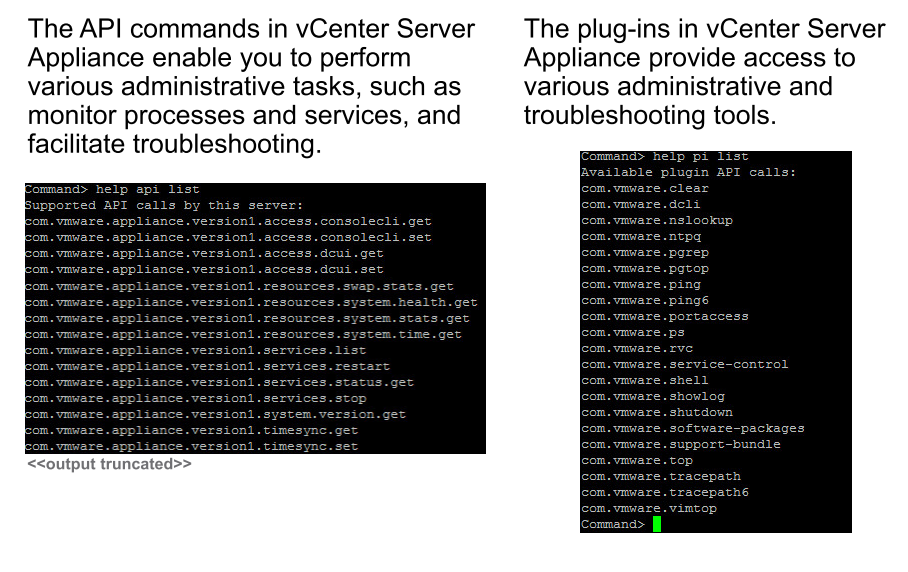 The API commands in vCenter Server
Appliance enable you to perform
various administrative tasks, such as
monitor processes and services, and
facilitate troubleshooting.
Command> help api list
Supported API calls by this server:
com.vmware.appliance.version1.access.consolecli.get
com.vmware.appliance.version1.access.consolecli.set
com.vmware.appliance.version1.access.dcui.get
com.vmware.appliance.version1.access.dcui.set
com.vmware.appliance.version1.resources.swap.stats.get
com.vmware.appliance.version1.resources.system.health.get
com.vmware.appliance.version1.resources.system.stats.get
com.vmware.appliance.version1.resources.system.time.get
com.vmware.appliance.version1.services.list
com.vmware.appliance.version1.services.restart
com.vmware.appliance.version1.services.status.get
com.vmware.appliance.version1.services.stop
com.vmware.appliance.version1.system.version.get
com.vmware.appliance.version1.timesync.get
com.vmware.appliance.version1.timesync.set
<<output truncated>>
The plug-ins in vCenter Server
Appliance provide access to
various administrative and
troubleshooting tools.
Command> help pi list
Available plugin API calls:
com.vmware.clear
com.vmware.dcli
com.vmware.nslookup
com.vmware.ntpq
com.vmware.pgrep
com.vmware.pgtop
com.vmware.ping
com.vmware.ping6
com.vmware.portaccess
com.vmware.ps
com.vmware.rvc
com.vmware.service-control
com.vmware.shell
com.vmware.showlog
com.vmware.shutdown
com.vmware.software-packages
com.vmware.support-bundle
com.vmware.top
com.vmware.tracepath
com.vmware.tracepath6
com.vmware.vimtop
Command>